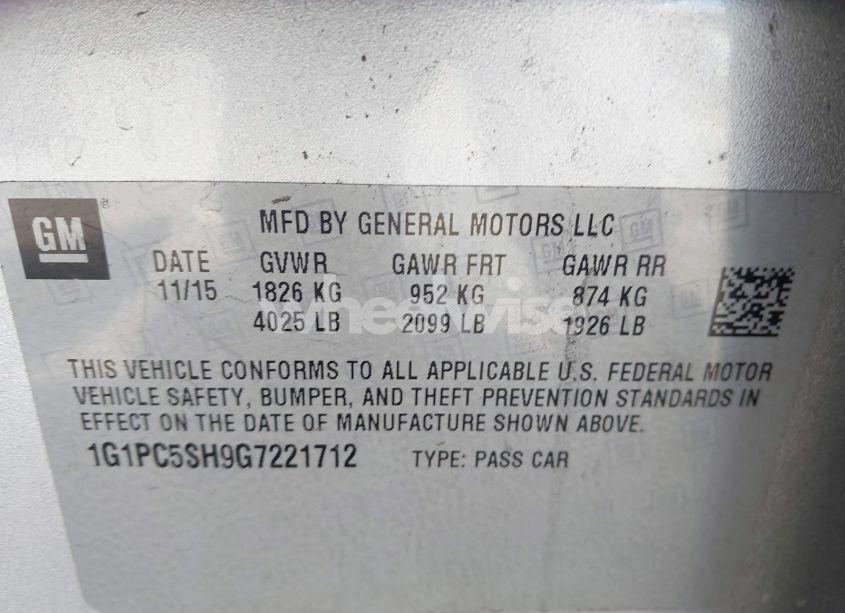 GM
MFD BY GENERAL MOTORS LLC
DATE GVWR GAWR FRT GAWR RR
11/15 1826 KG 952 KG 874 KG
4025 LB 2099 LB 1926 LB
THIS VEHICLE CONFORMS TO ALL APPLICABLE U.S. FEDERAL MOTOR
VEHICLE SAFETY, BUMPER, AND THEFT PREVENTION STANDARDS IN
EFFECT ON THE DATE OF MANUFACTURE SHOWN ABOVE.
1G1PC5SH9G7221712 TYPE: PASS CAR